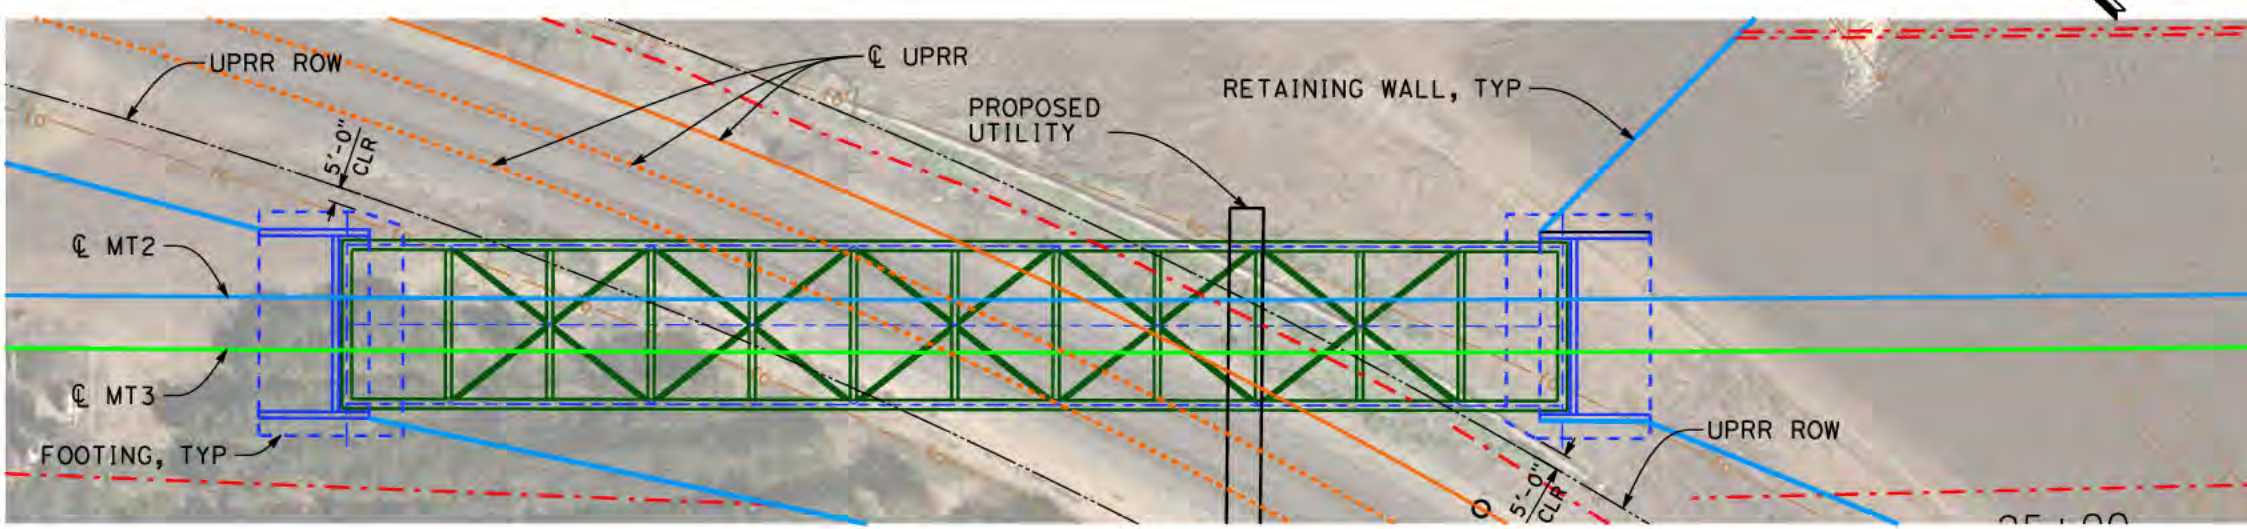 UPRR ROW
℄ UPRR
PROPOSED
UTILITY
RETAINING WALL, TYP
5'-0"
CLR
℄ MT2
℄ MT3
FOOTING, TYP
UPRR ROW
5'-0"
CLR